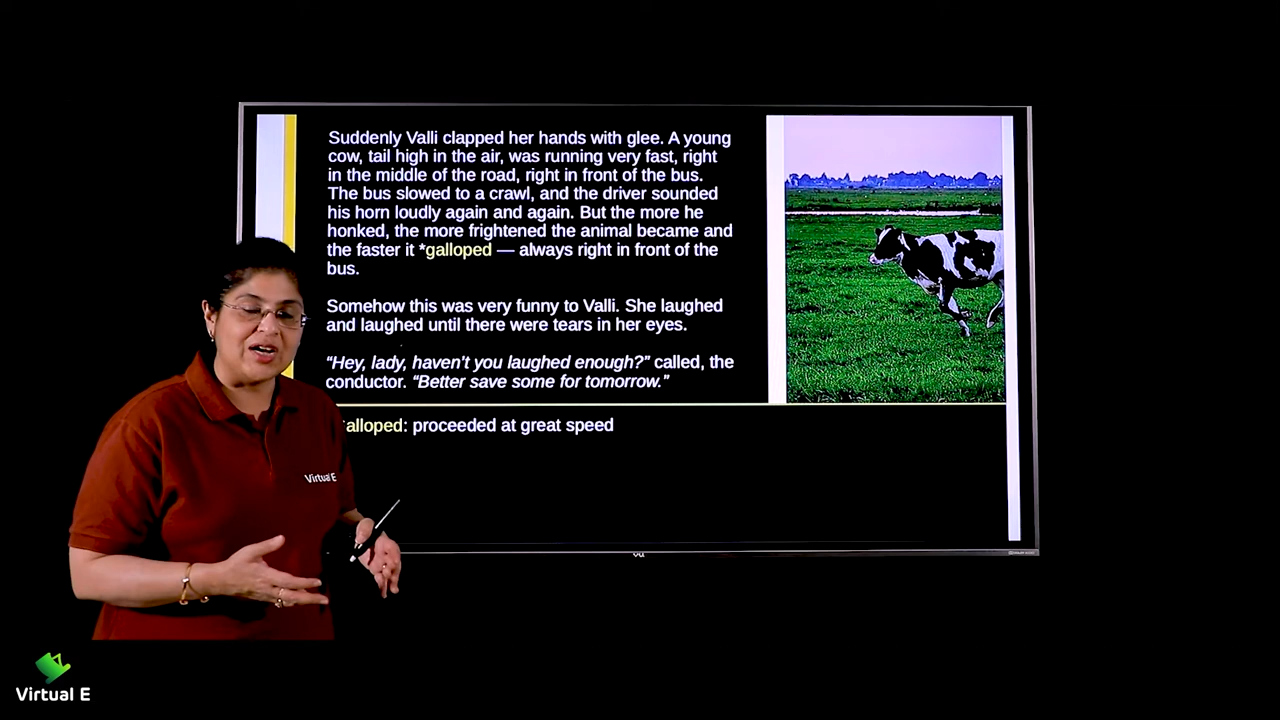 Suddenly Valli clapped her hands with glee. A young
cow, tail high in the air, was running very fast, right
in the middle of the road, right in front of the bus.
The bus slowed to a crawl, and the driver sounded
his horn loudly again and again. But the more he
honked, the more frightened the animal became and
the faster it *galloped — always right in front of the
bus.
Somehow this was very funny to Valli. She laughed
and laughed until there were tears in her eyes.
“Hey, lady, haven't you laughed enough?” called, the
conductor. “Better save some for tomorrow.”
alloped: proceeded at great speed
Virtual E
Virtual E